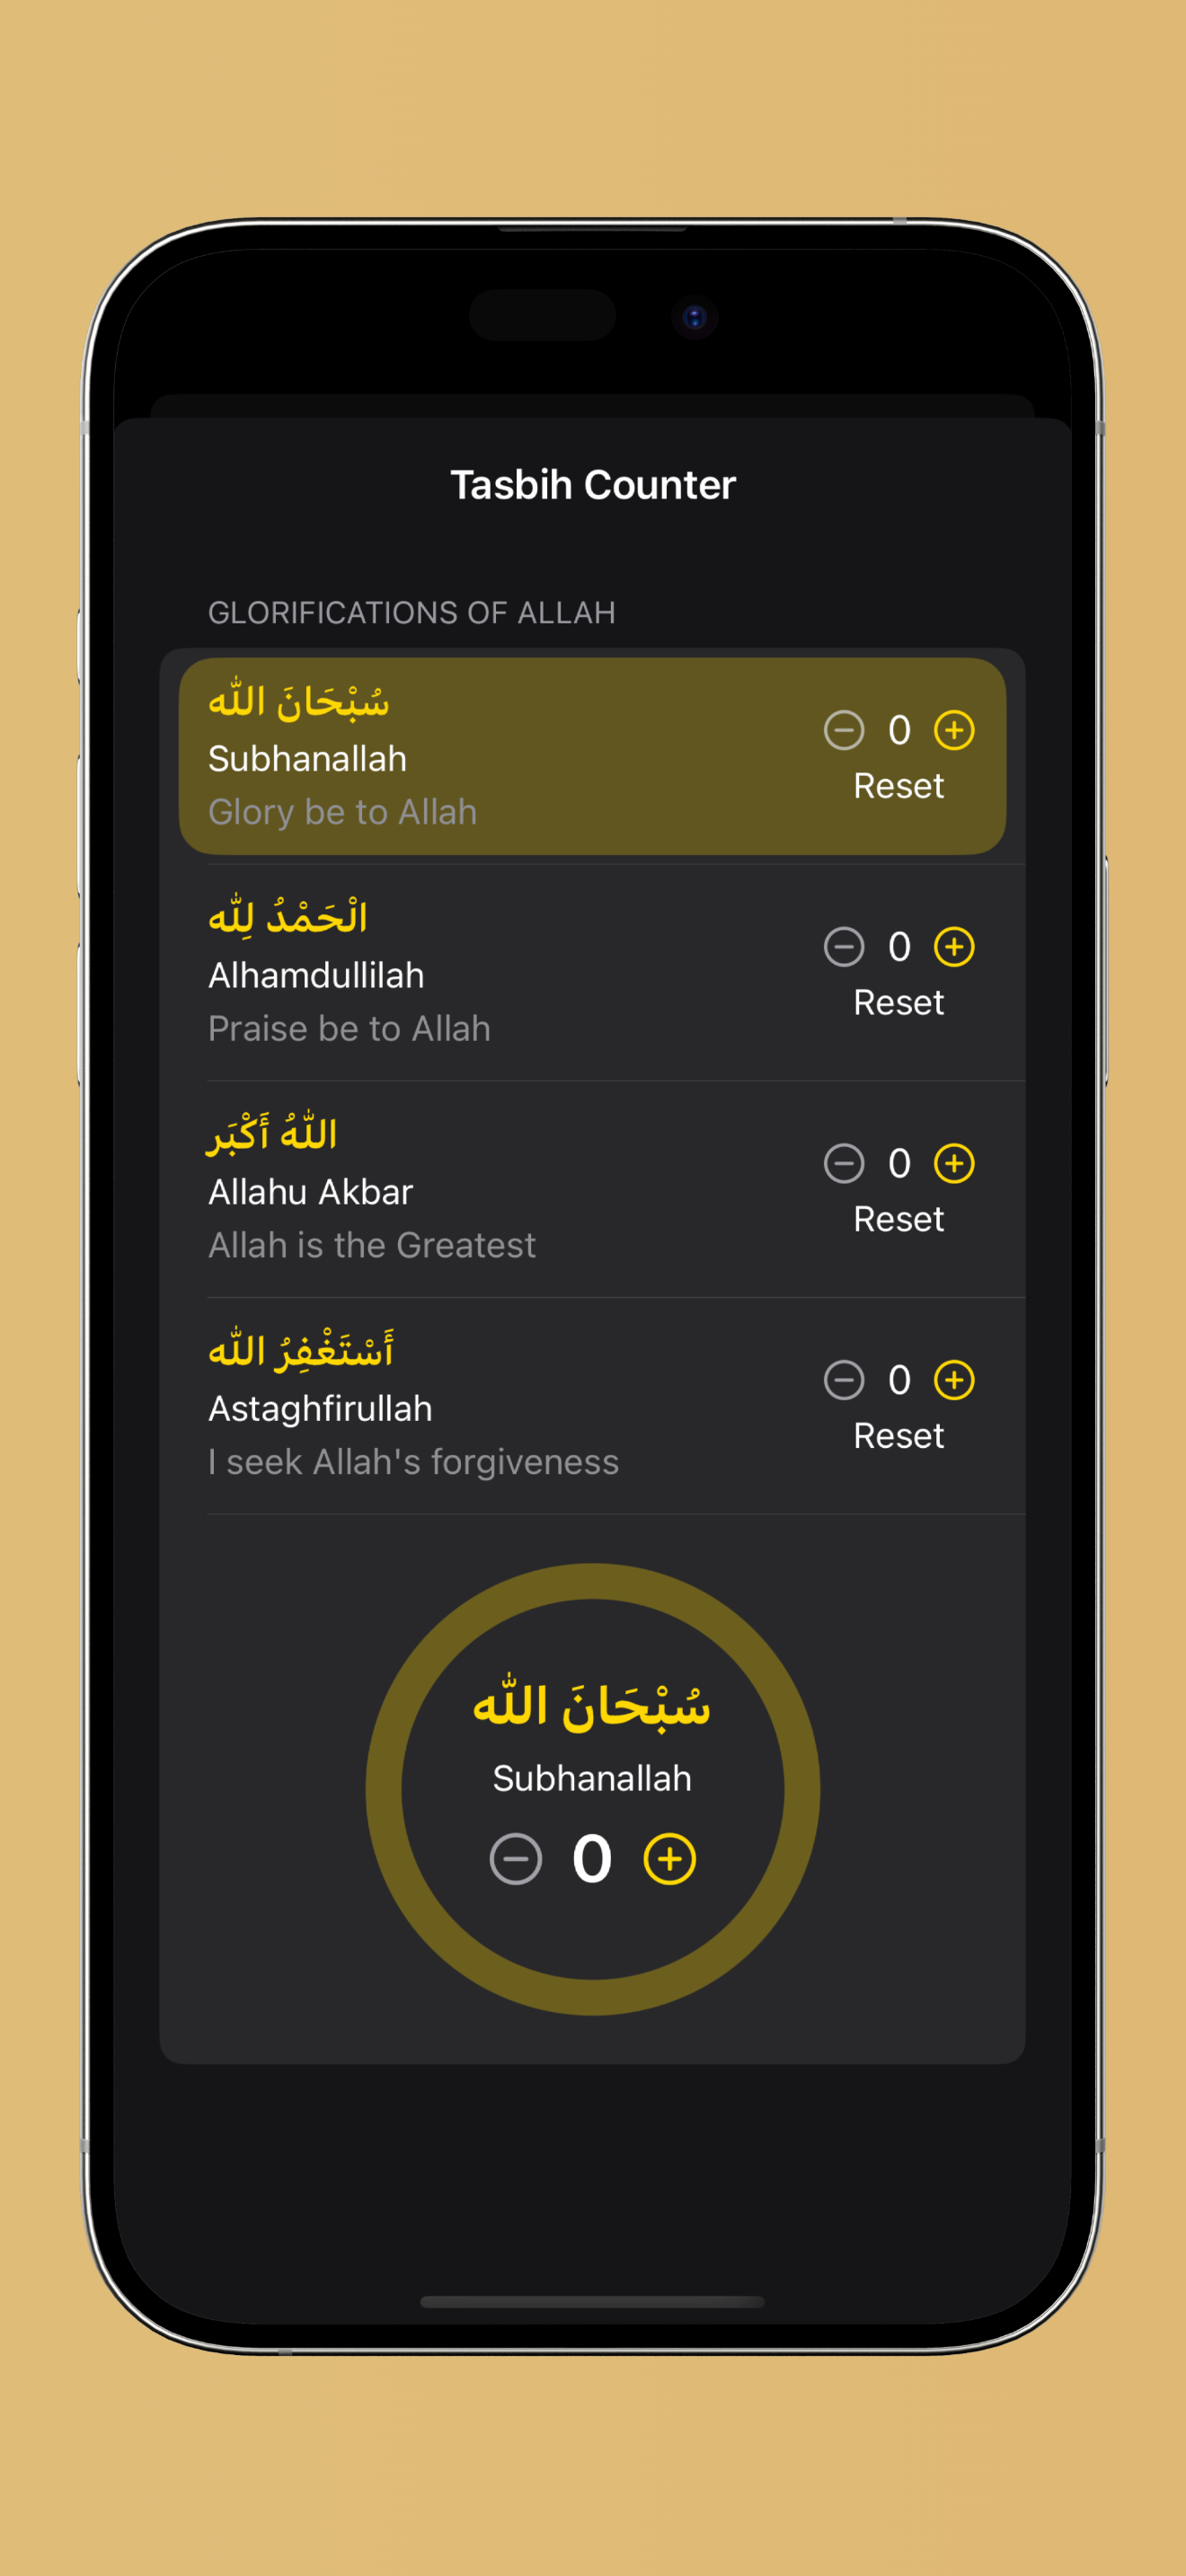 Tasbih Counter
GLORIFICATIONS OF ALLAH
سُبْحَانَ اللّٰه
Subhanallah
Glory be to Allah
0
Reset
الْحَمْدُ لِلّٰه
Alhamdullilah
Praise be to Allah
0
Reset
اللّٰهُ أَكْبَر
Allahu Akbar
Allah is the Greatest
0
Reset
أَسْتَغْفِرُ اللّٰه
Astaghfirullah
I seek Allah's forgiveness
0
Reset
سُبْحَانَ اللّٰه
Subhanallah
0